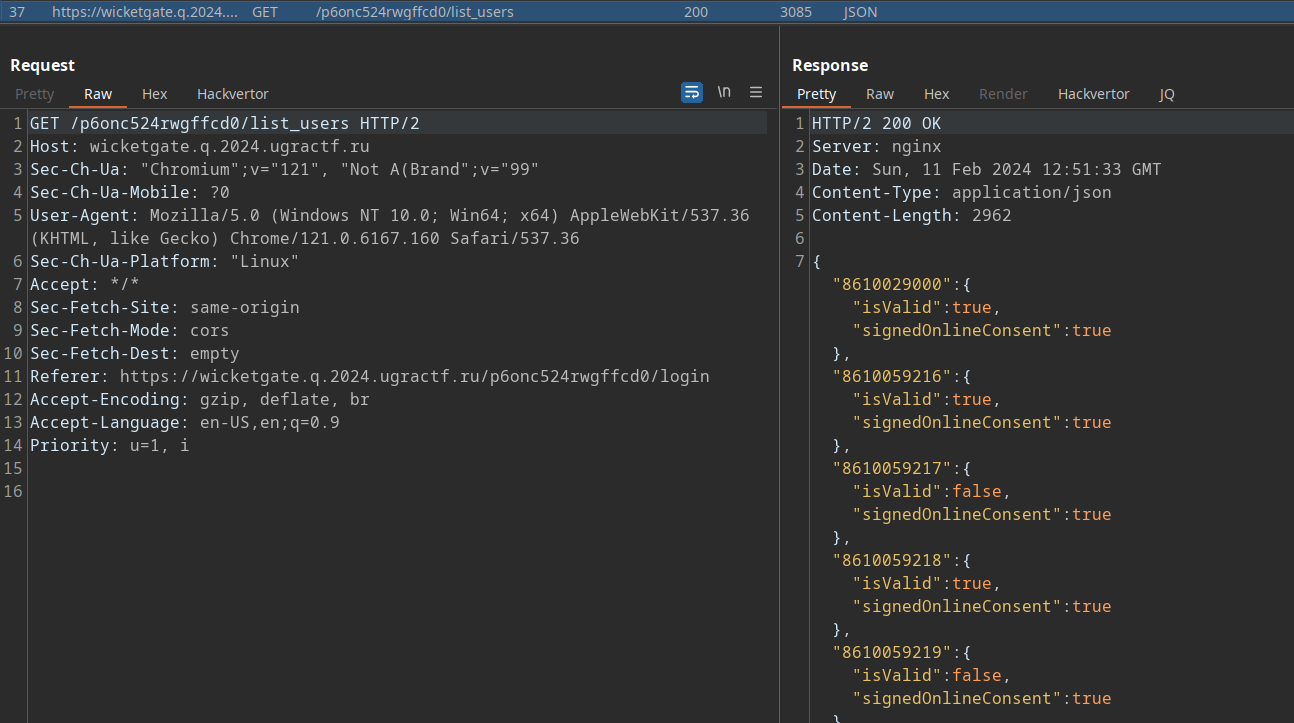 37 https://wicketgate.q.2024.... GET /p6onc524rwgffcd0/list_users 200 3085 JSON
Request
Pretty Raw Hex Hackvertor \n
1 GET /p6onc524rwgffcd0/list_users HTTP/2
2 Host: wicketgate.q.2024.ugractf.ru
3 Sec-Ch-Ua: "Chromium";v="121", "Not A(Brand";v="99"
4 Sec-Ch-Ua-Mobile: ?0
5 User-Agent: Mozilla/5.0 (Windows NT 10.0; Win64; x64) AppleWebKit/537.36
(KHTML, like Gecko) Chrome/121.0.6167.160 Safari/537.36
6 Sec-Ch-Ua-Platform: "Linux"
7 Accept: */*
8 Sec-Fetch-Site: same-origin
9 Sec-Fetch-Mode: cors
10 Sec-Fetch-Dest: empty
11 Referer: https://wicketgate.q.2024.ugractf.ru/p6onc524rwgffcd0/login
12 Accept-Encoding: gzip, deflate, br
13 Accept-Language: en-US,en;q=0.9
14 Priority: u=1, i
15
16
Response
Pretty Raw Hex Render Hackvertor JQ
1 HTTP/2 200 OK
2 Server: nginx
3 Date: Sun, 11 Feb 2024 12:51:33 GMT
4 Content-Type: application/json
5 Content-Length: 2962
6
7 {
"8610029000":{
"isValid":true,
"signedOnlineConsent":true
},
"8610059216":{
"isValid":true,
"signedOnlineConsent":true
},
"8610059217":{
"isValid":false,
"signedOnlineConsent":true
},
"8610059218":{
"isValid":true,
"signedOnlineConsent":true
},
"8610059219":{
"isValid":false,
"signedOnlineConsent":true
}